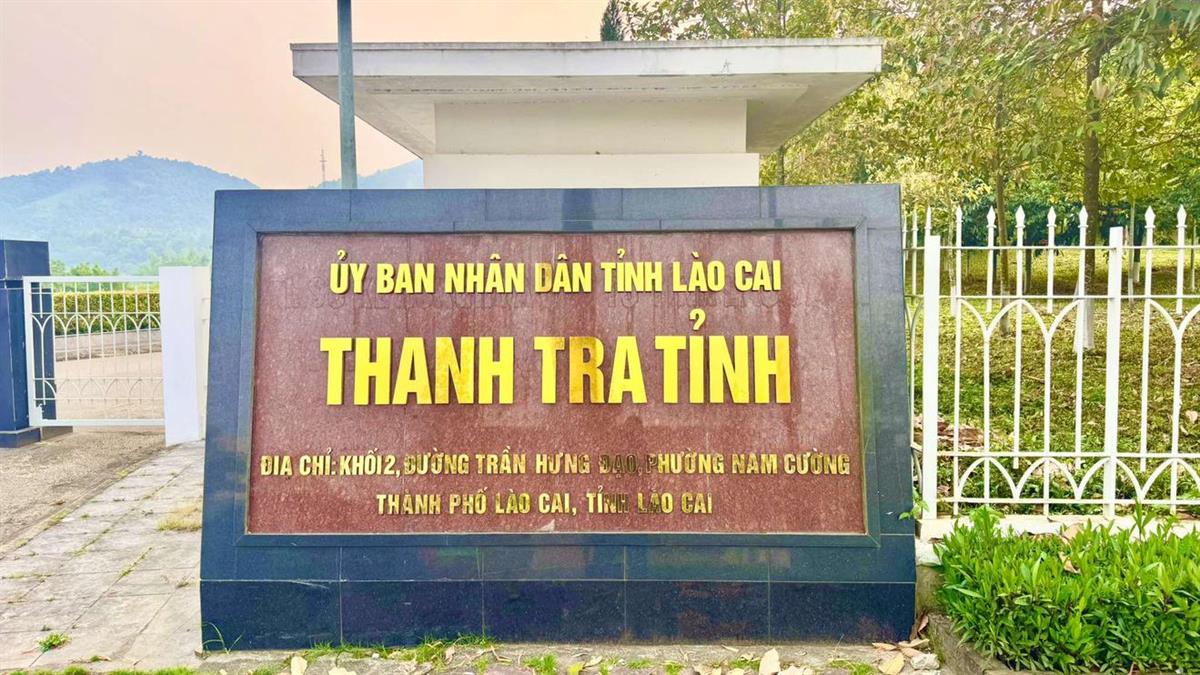 ỦY BAN NHÂN DÂN TỈNH LÀO CAI
THANH TRA TỈNH
ĐỊA CHỈ: KHỐI 2, ĐƯỜNG TRẦN HƯNG ĐẠO, PHƯỜNG NAM CƯỜNG
THÀNH PHỐ LÀO CAI, TỈNH LÀO CAI